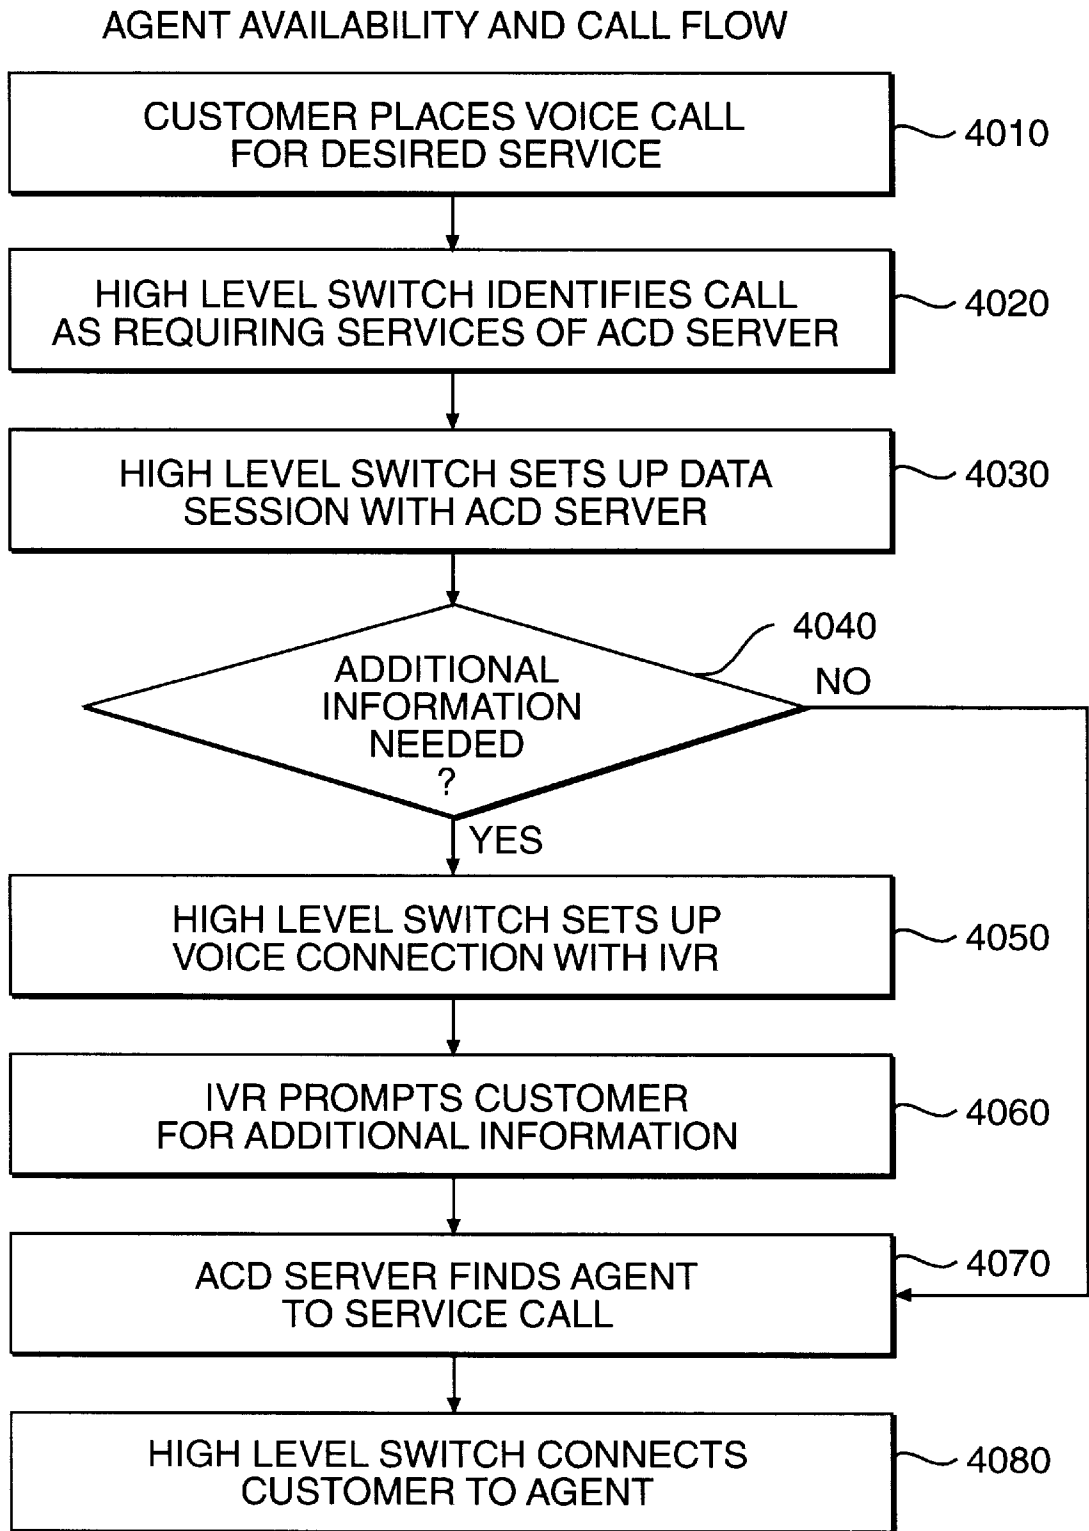 AGENT AVAILABILITY AND CALL FLOW
CUSTOMER PLACES VOICE CALL
FOR DESIRED SERVICE
4010
HIGH LEVEL SWITCH IDENTIFIES CALL
AS REQUIRING SERVICES OF ACD SERVER
4020
HIGH LEVEL SWITCH SETS UP DATA
SESSION WITH ACD SERVER
4030
4040
ADDITIONAL
INFORMATION
NEEDED
?
NO
YES
HIGH LEVEL SWITCH SETS UP
VOICE CONNECTION WITH IVR
4050
IVR PROMPTS CUSTOMER
FOR ADDITIONAL INFORMATION
4060
ACD SERVER FINDS AGENT
TO SERVICE CALL
4070
HIGH LEVEL SWITCH CONNECTS
CUSTOMER TO AGENT
4080